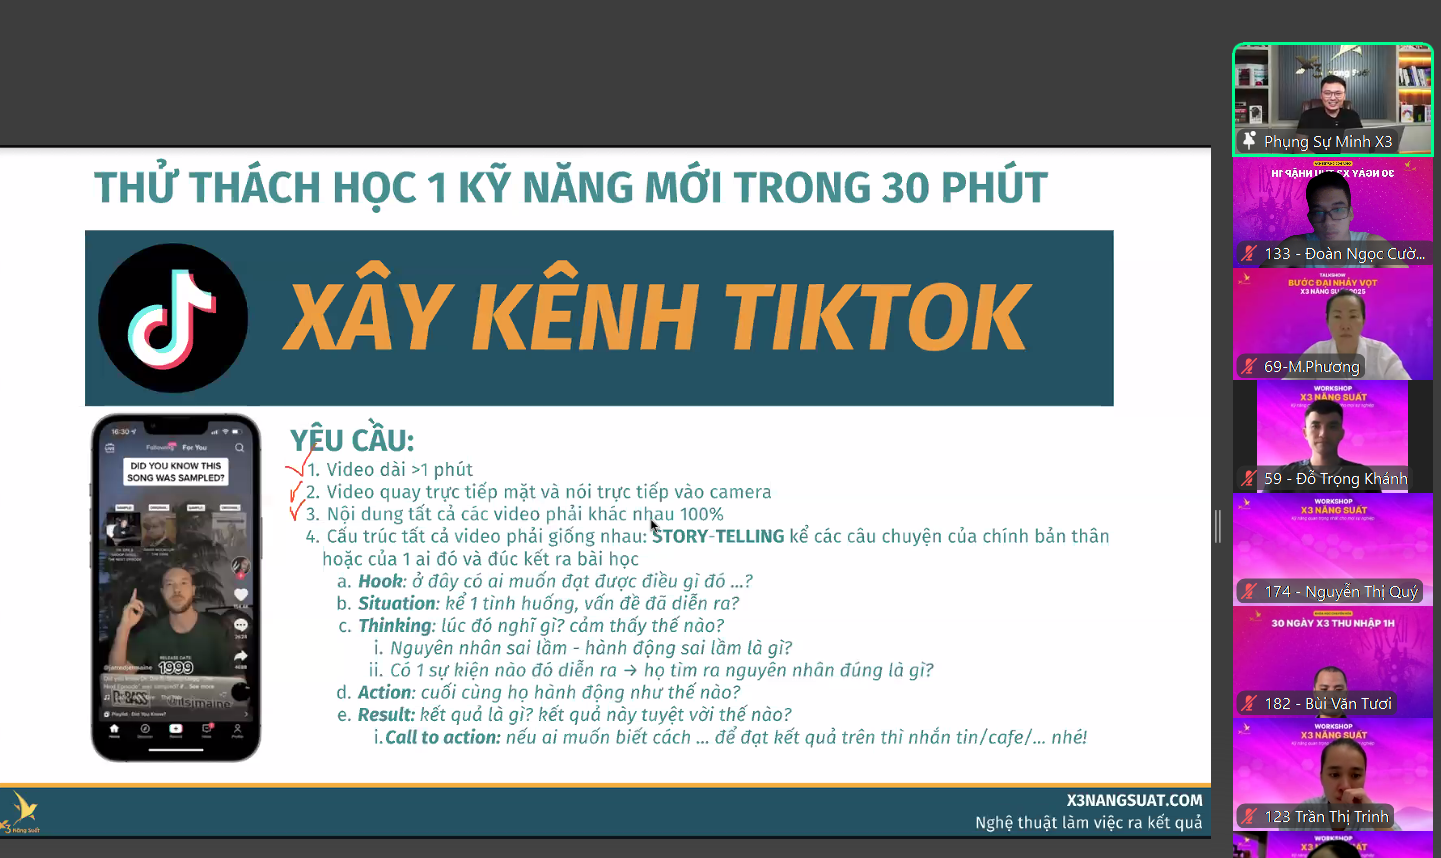 THỬ THÁCH HỌC 1 KỸ NĂNG MỚI TRONG 30 PHÚT
XÂY KÊNH TIKTOK
16:30
Following For You
DID YOU KNOW THIS
SONG WAS SAMPLED?
RELEASE DATE
1999
YÊU CẦU:
1. Video dài >1 phút
2. Video quay trực tiếp mặt và nói trực tiếp vào camera
3. Nội dung tất cả các video phải khác nhau 100%
4. Cấu trúc tất cả video phải giống nhau: STORY-TELLING kể các câu chuyện của chính bản thân
hoặc của 1 ai đó và đúc kết ra bài học
a. Hook: ở đây có ai muốn đạt được điều gì đó ...?
b. Situation: kể 1 tình huống, vấn đề đã diễn ra?
c. Thinking: lúc đó nghĩ gì? cảm thấy thế nào?
i. Nguyên nhân sai lầm - hành động sai lầm là gì?
ii. Có 1 sự kiện nào đó diễn ra → họ tìm ra nguyên nhân đúng là gì?
d. Action: cuối cùng họ hành động như thế nào?
e. Result: kết quả là gì? kết quả này tuyệt vời thế nào?
i. Call to action: nếu ai muốn biết cách ... để đạt kết quả trên thì nhắn tin/cafe/... nhé!
X3 Năng Suất
X3NANGSUAT.COM
Nghệ thuật làm việc ra kết quả
Phụng Sự Minh X3
133 - Đoàn Ngọc Cườ...
TALKSHOW
BƯỚC ĐẠI NHẢY VỌT
69-M.Phương
WORKSHOP
X3 NĂNG SUẤT
59 - Đỗ Trọng Khánh
WORKSHOP
X3 NĂNG SUẤT
174 - Nguyễn Thị Quý
30 NGÀY X3 THU NHẬP 1H
182 - Bùi Văn Tươi
WORKSHOP
X3 NĂNG SUẤT
123 Trần Thị Trinh
WORKSHOP